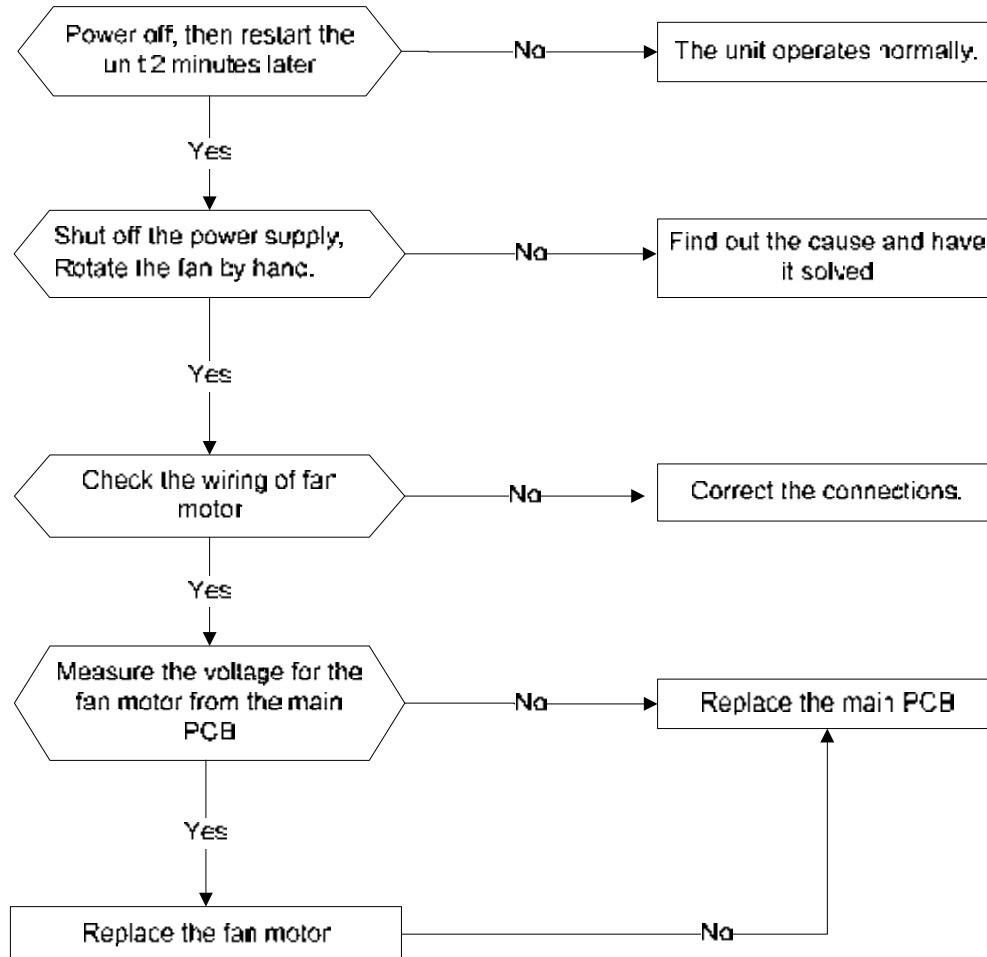 Power off, then restart the
unit 2 minutes later
No
The unit operates normally.
Yes
Shut off the power supply,
Rotate the fan by hanc.
No
Find out the cause and have
it solved
Yes
Check the wiring of far
motor
No
Correct the connections.
Yes
Measure the voltage for the
fan motor from the main
PCB
No
Replace the main PCB
Yes
Replace the fan motor
No